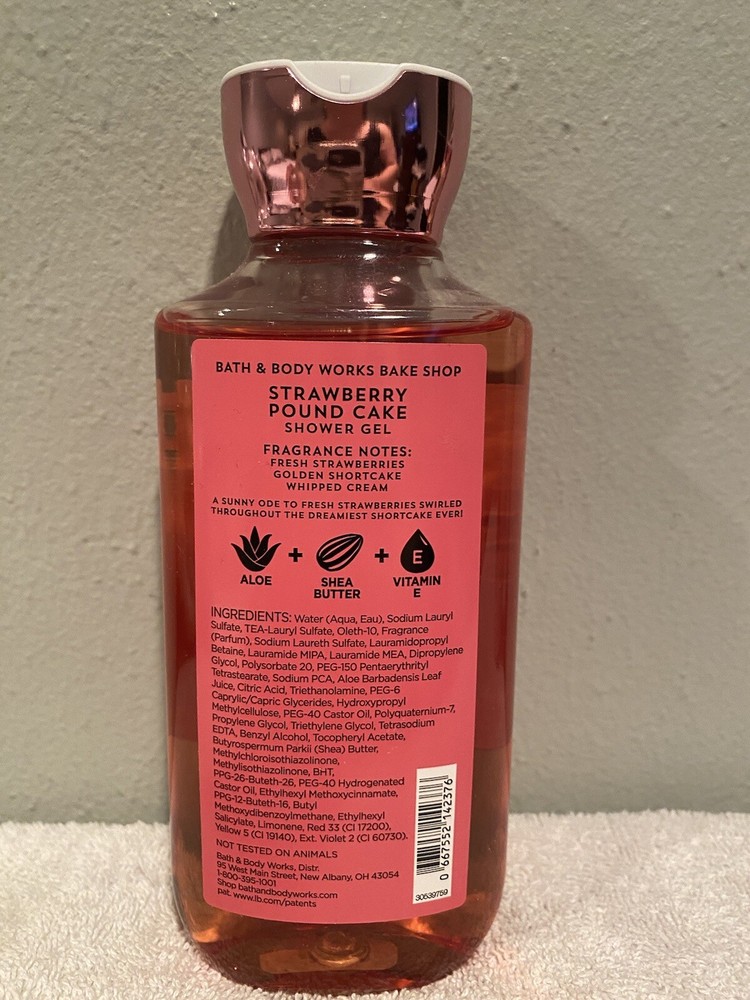 BATH & BODY WORKS BAKE SHOP
STRAWBERRY
POUND CAKE
SHOWER GEL
FRAGRANCE NOTES:
FRESH STRAWBERRIES
GOLDEN SHORTCAKE
WHIPPED CREAM
A SUNNY ODE TO FRESH STRAWBERRIES SWIRLED
THROUGHOUT THE DREAMIEST SHORTCAKE EVER!
ALOE + SHEA BUTTER + VITAMIN E
E
INGREDIENTS: Water (Aqua, Eau), Sodium Lauryl
Sulfate, TEA-Lauryl Sulfate, Oleth-10, Fragrance
(Parfum), Sodium Laureth Sulfate, Lauramidopropyl
Betaine, Lauramide MIPA, Lauramide MEA, Dipropylene
Glycol, Polysorbate 20, PEG-150 Pentaerythrityl
Tetrastearate, Sodium PCA, Aloe Barbadensis Leaf
Juice, Citric Acid, Triethanolamine, PEG-6
Caprylic/Capric Glycerides, Hydroxypropyl
Methylcellulose, PEG-40 Castor Oil, Polyquaternium-7,
Propylene Glycol, Triethylene Glycol, Tetrasodium
EDTA, Benzyl Alcohol, Tocopheryl Acetate,
Butyrospermum Parkii (Shea) Butter,
Methylchloroisothiazolinone,
Methylisothiazolinone, BHT,
PPG-26-Buteth-26, PEG-40 Hydrogenated
Castor Oil, Ethylhexyl Methoxycinnamate,
PPG-12-Buteth-16, Butyl
Methoxydibenzoylmethane, Ethylhexyl
Salicylate, Limonene, Red 33 (CI 17200),
Yellow 5 (CI 19140), Ext. Violet 2 (CI 60730).
NOT TESTED ON ANIMALS
Bath & Body Works, Distr.
95 West Main Street, New Albany, OH 43054
1-800-395-1001
Shop bathandbodyworks.com
pat. www.lb.com/patents
0 667552 142376
30539759